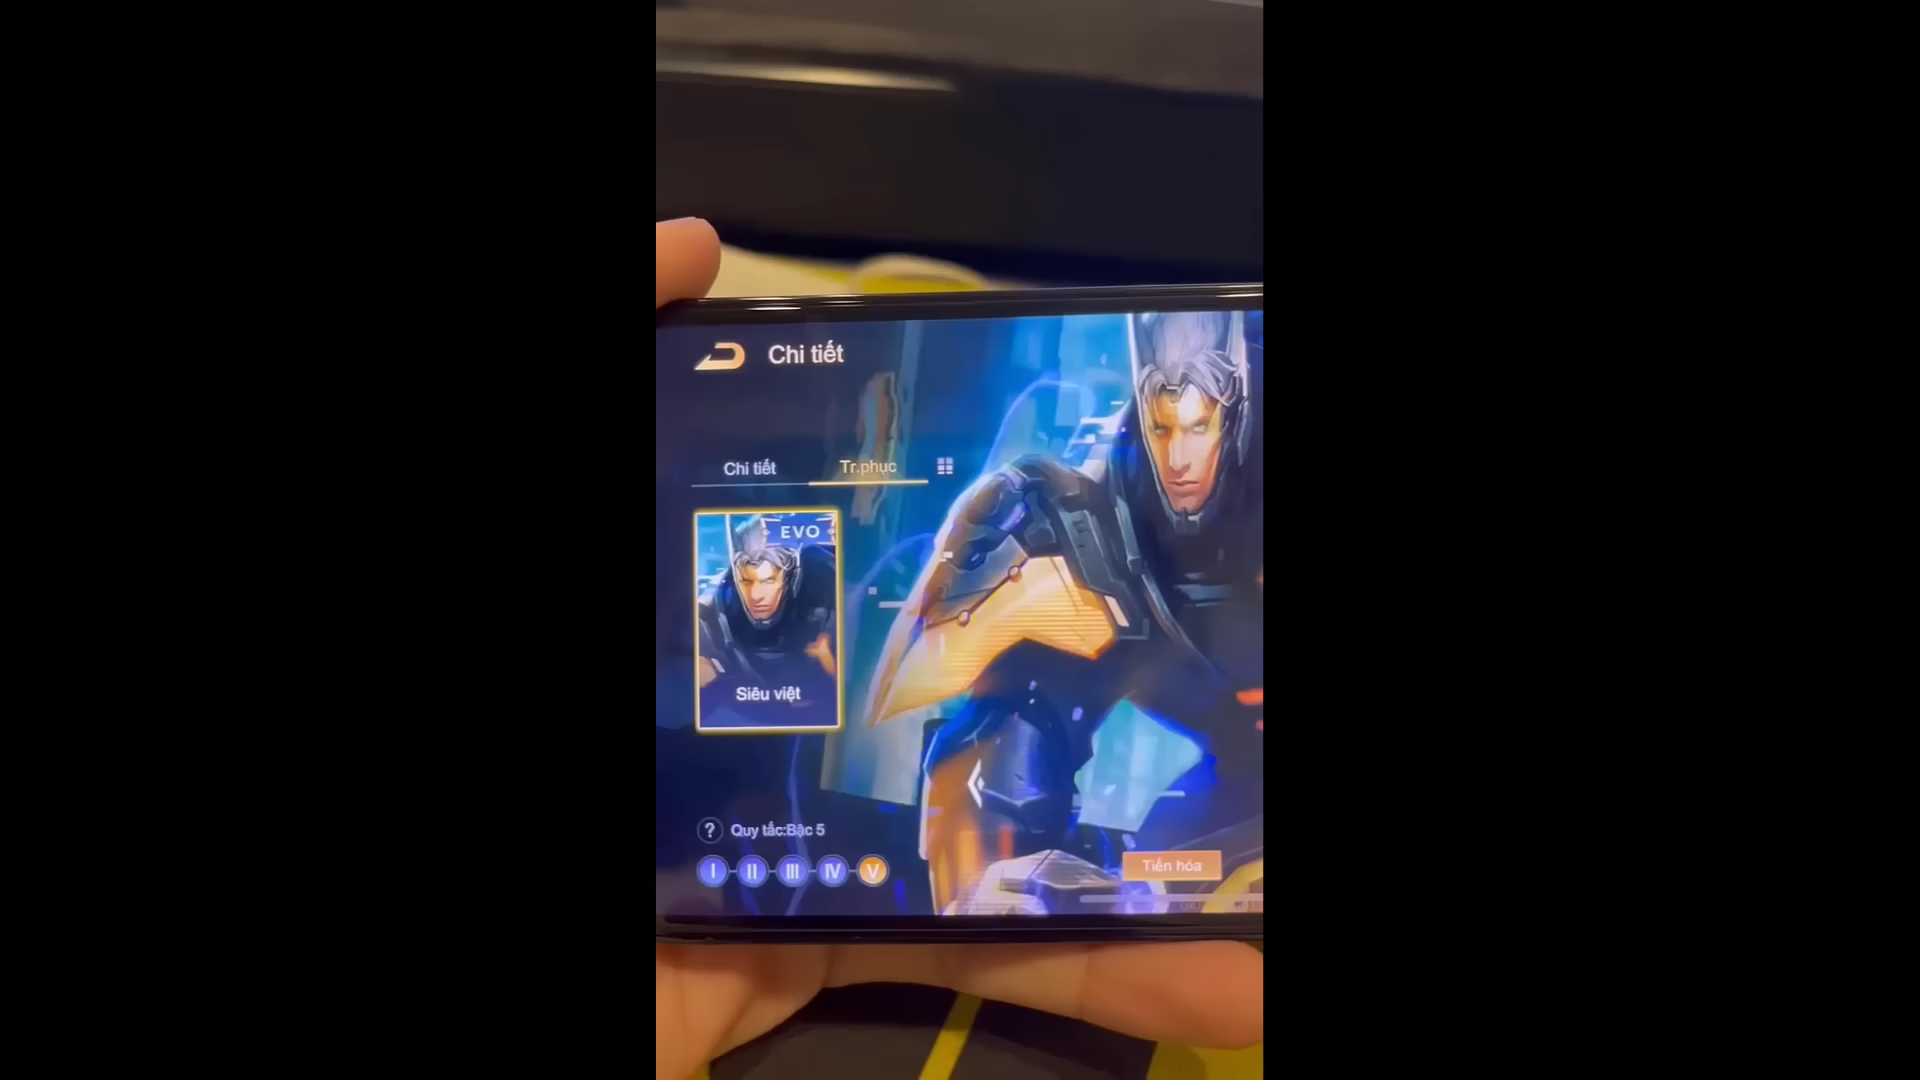 Chi tiết
Chi tiết
Tr.phục
EVO
Siêu việt
? Quy tắc:Bậc 5
I II III IV V
Tiến hóa